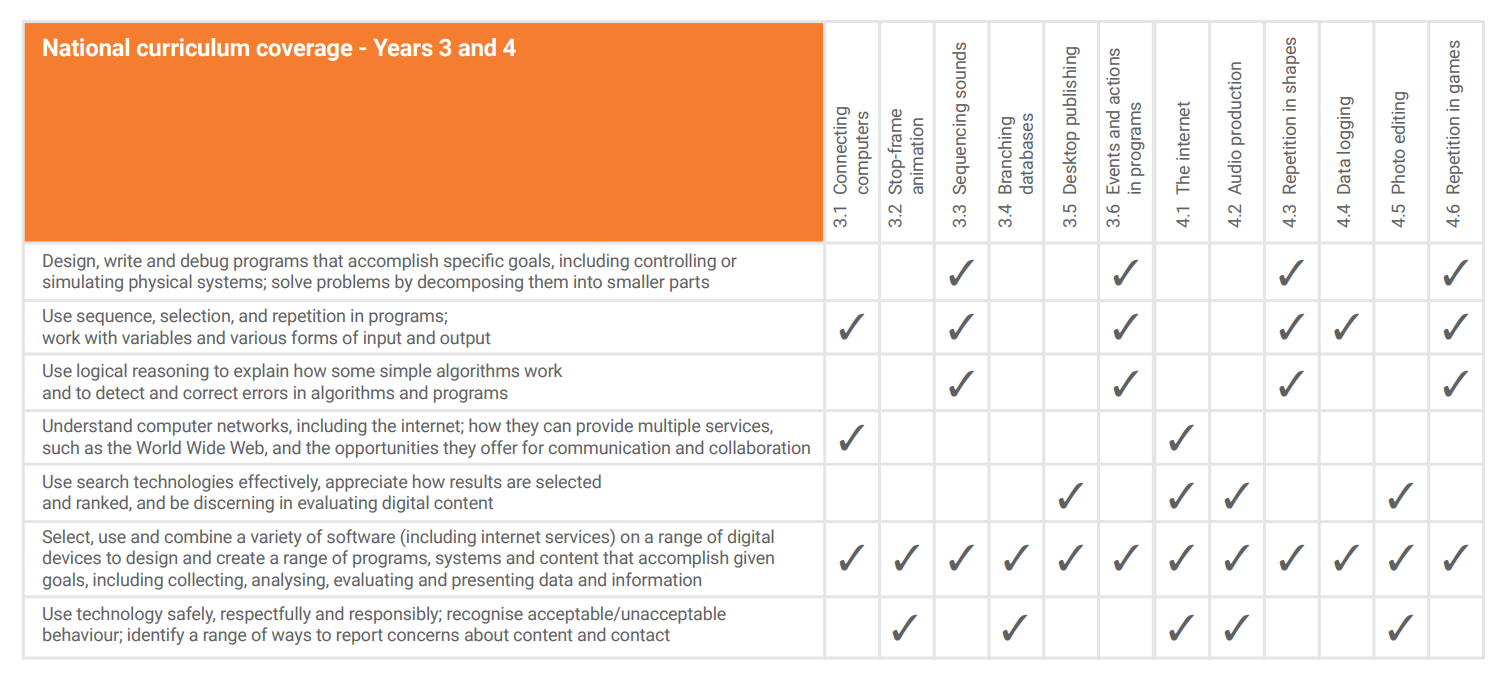 National curriculum coverage - Years 3 and 4
3.1 Connecting
computers
3.2 Stop-frame
animation
3.3 Sequencing sounds
3.4 Branching
databases
3.5 Desktop publishing
3.6 Events and actions
in programs
4.1 The internet
4.2 Audio production
4.3 Repetition in shapes
4.4 Data logging
4.5 Photo editing
4.6 Repetition in games
Design, write and debug programs that accomplish specific goals, including controlling or
simulating physical systems; solve problems by decomposing them into smaller parts
✓ ✓ ✓ ✓
Use sequence, selection, and repetition in programs;
work with variables and various forms of input and output
✓ ✓ ✓ ✓ ✓ ✓
Use logical reasoning to explain how some simple algorithms work
and to detect and correct errors in algorithms and programs
✓ ✓ ✓ ✓
Understand computer networks, including the internet; how they can provide multiple services,
such as the World Wide Web, and the opportunities they offer for communication and collaboration
✓ ✓
Use search technologies effectively, appreciate how results are selected
and ranked, and be discerning in evaluating digital content
✓ ✓ ✓ ✓
Select, use and combine a variety of software (including internet services) on a range of digital
devices to design and create a range of programs, systems and content that accomplish given
goals, including collecting, analysing, evaluating and presenting data and information
✓ ✓ ✓ ✓ ✓ ✓ ✓ ✓ ✓ ✓ ✓ ✓
Use technology safely, respectfully and responsibly; recognise acceptable/unacceptable
behaviour; identify a range of ways to report concerns about content and contact
✓ ✓ ✓ ✓ ✓